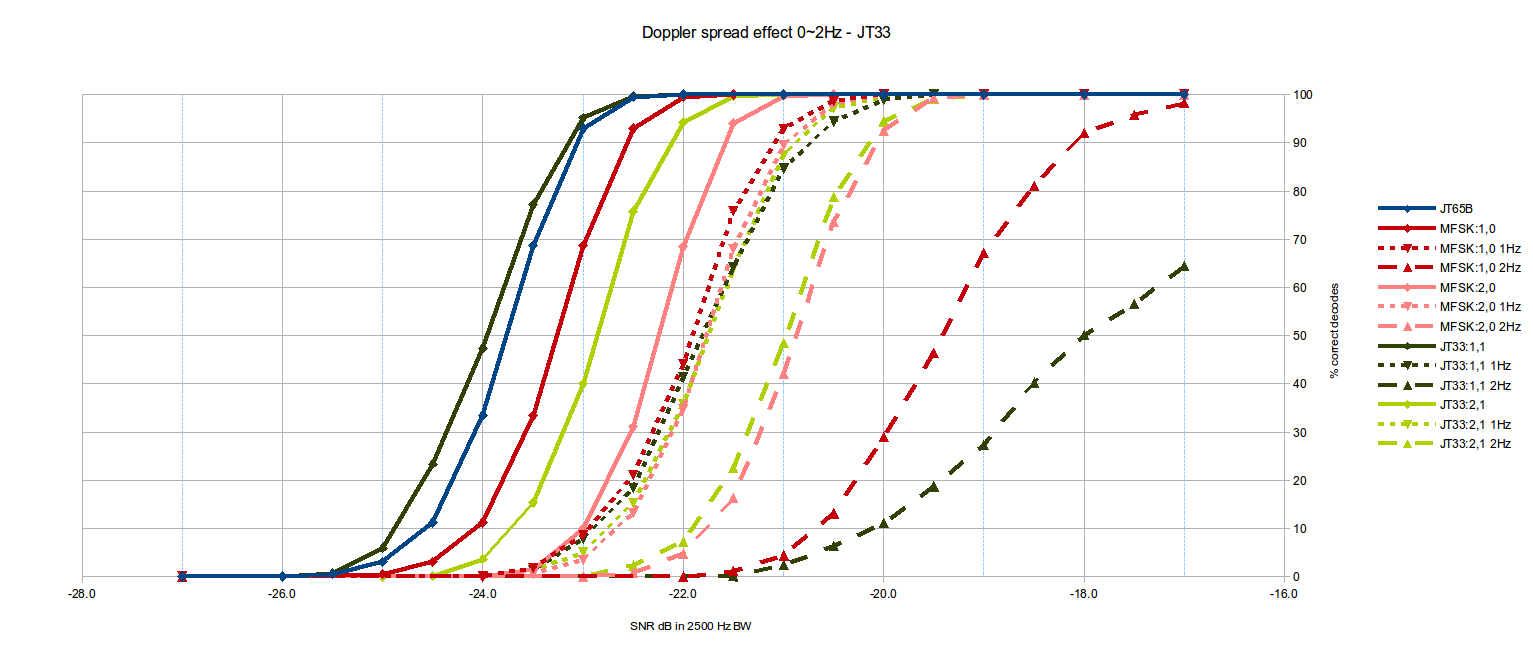 Doppler spread effect 0~2Hz - JT33
100
90
80
70
60
50
40
30
20
10
0
% correct decodes
-28.0
-26.0
-24.0
-22.0
-20.0
-18.0
-16.0
SNR dB in 2500 Hz BW
JT65B
MFSK:1,0
MFSK:1,0 1Hz
MFSK:1,0 2Hz
MFSK:2,0
MFSK:2,0 1Hz
MFSK:2,0 2Hz
JT33:1,1
JT33:1,1 1Hz
JT33:1,1 2Hz
JT33:2,1
JT33:2,1 1Hz
JT33:2,1 2Hz